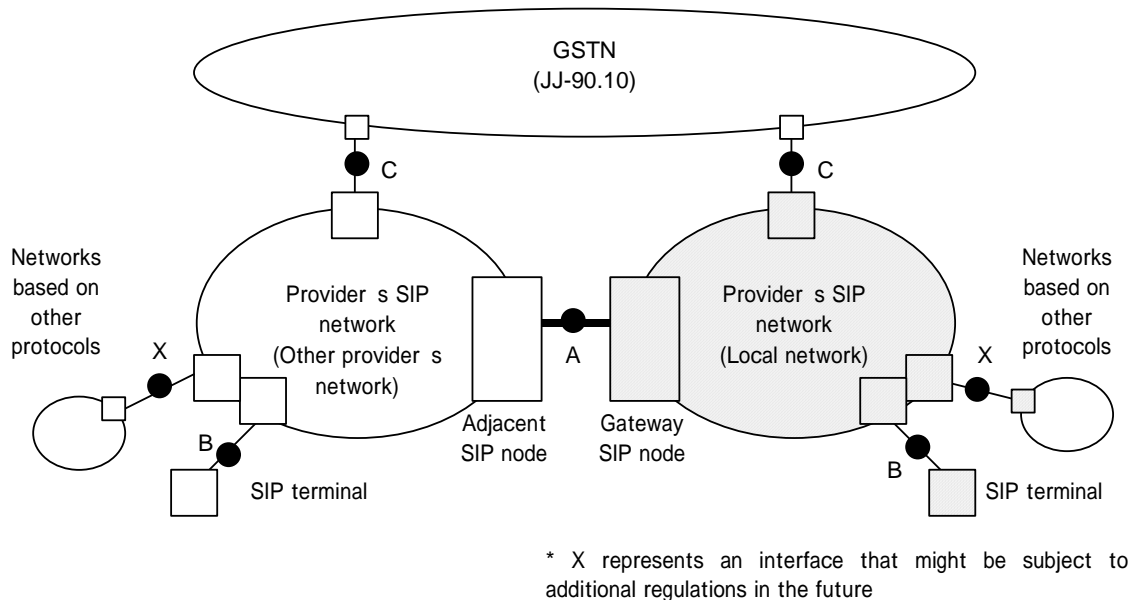 GSTN
(JJ-90.10)
C
C
Networks
based on
other
protocols
Provider s SIP
network
(Other provider s
network)
A
Provider s SIP
network
(Local network)
Networks
based on
other
protocols
X
X
Adjacent
SIP node
Gateway
SIP node
B
B
SIP terminal
SIP terminal
* X represents an interface that might be subject to
additional regulations in the future